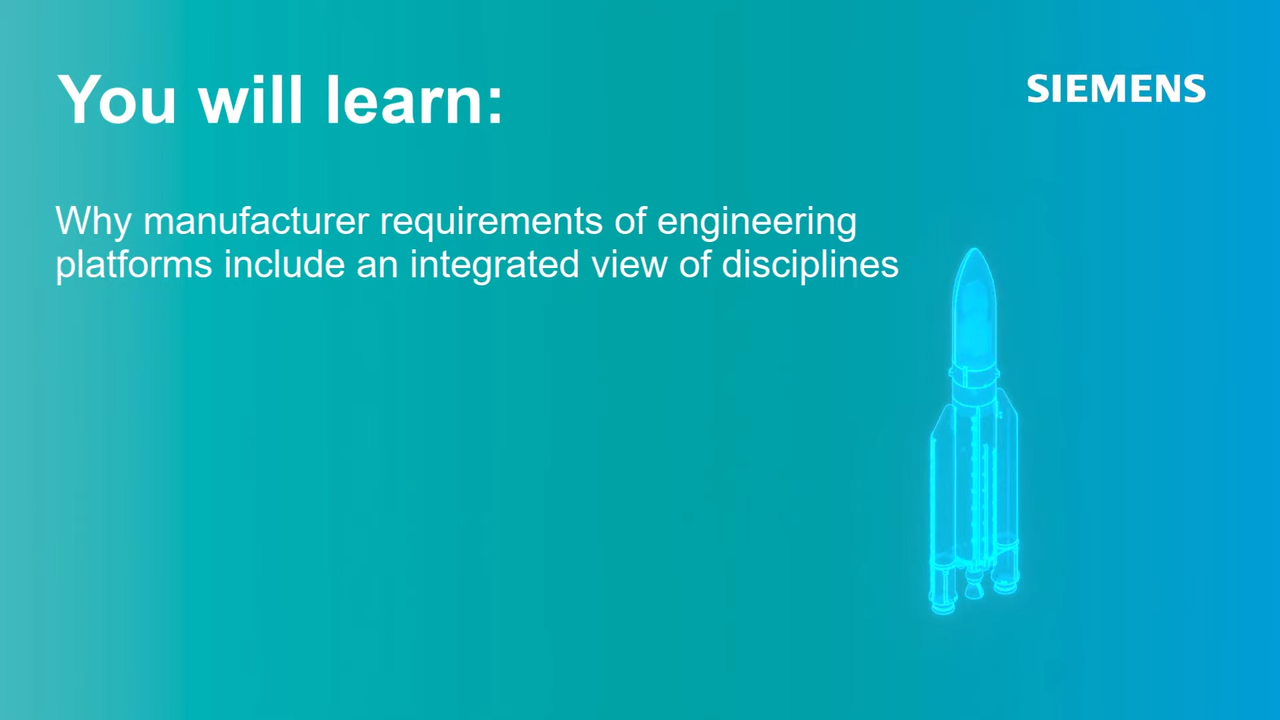 You will learn:
SIEMENS
Why manufacturer requirements of engineering
platforms include an integrated view of disciplines